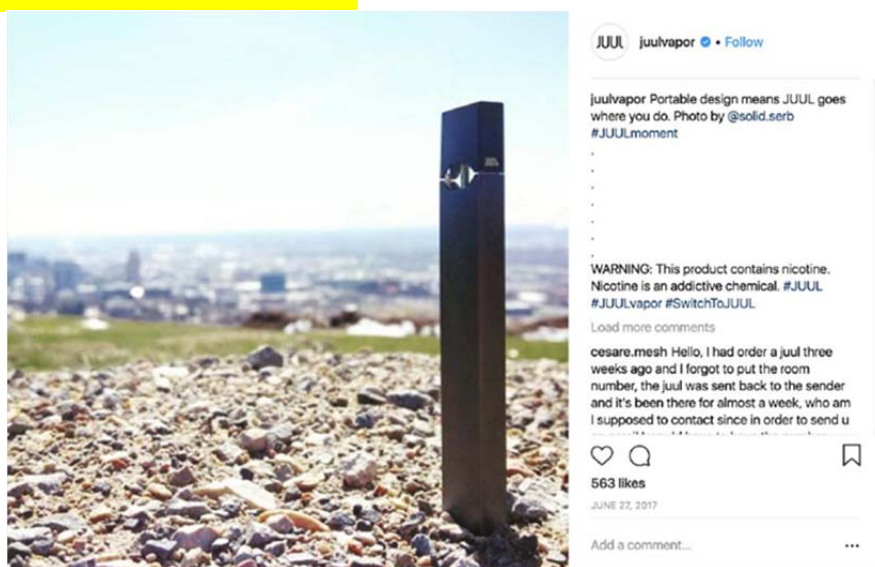 JUUL juulvapor • Follow
juulvapor Portable design means JUUL goes
where you do. Photo by @solid.serb
#JUULmoment
.
.
.
.
.
.
.
WARNING: This product contains nicotine.
Nicotine is an addictive chemical. #JUUL
#JUULvapor #SwitchToJUUL
Load more comments
cesare.mesh Hello, I had order a juul three
weeks ago and I forgot to put the room
number, the juul was sent back to the sender
and it's been there for almost a week, who am
I supposed to contact since in order to send u
563 likes
JUNE 27, 2017
Add a comment...